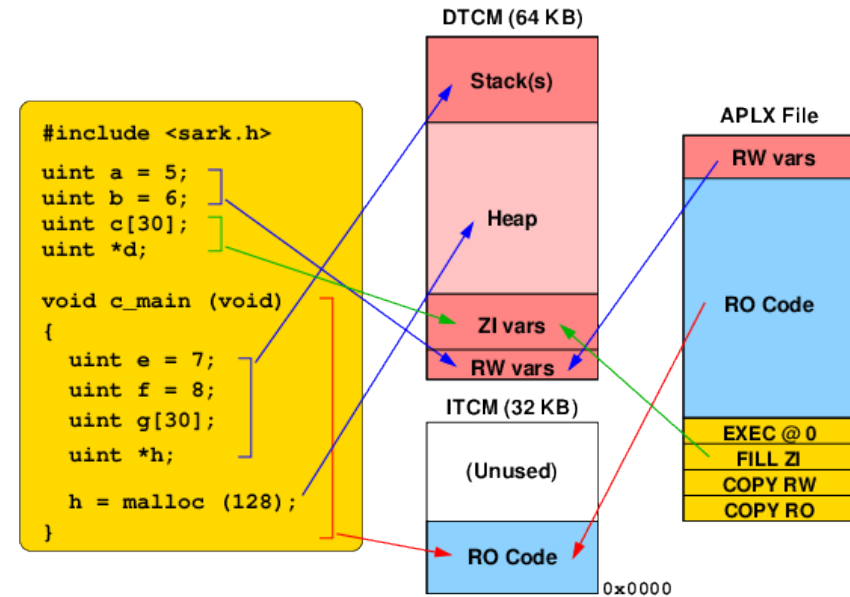 #include <sark.h>
uint a = 5;
uint b = 6;
uint c[30];
uint *d;
void c_main (void)
{
uint e = 7;
uint f = 8;
uint g[30];
uint *h;
h = malloc (128);
}
DTCM (64 KB)
Stack(s)
Heap
ZI vars
RW vars
ITCM (32 KB)
(Unused)
RO Code
0x0000
APLX File
RW vars
RO Code
EXEC @ 0
FILL ZI
COPY RW
COPY RO